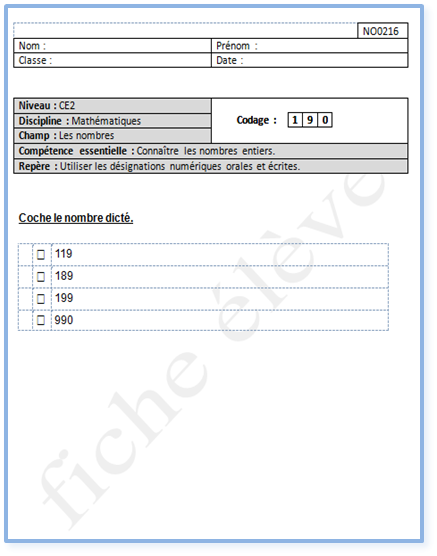 NO0216
Nom : Prénom :
Classe : Date :
Niveau : CE2
Discipline : Mathématiques
Codage : 1 9 0
Champ : Les nombres
Compétence essentielle : Connaître les nombres entiers.
Repère : Utiliser les désignations numériques orales et écrites.
Coche le nombre dicté.
☐ 119
☐ 189
☐ 199
☐ 990
fiche élève